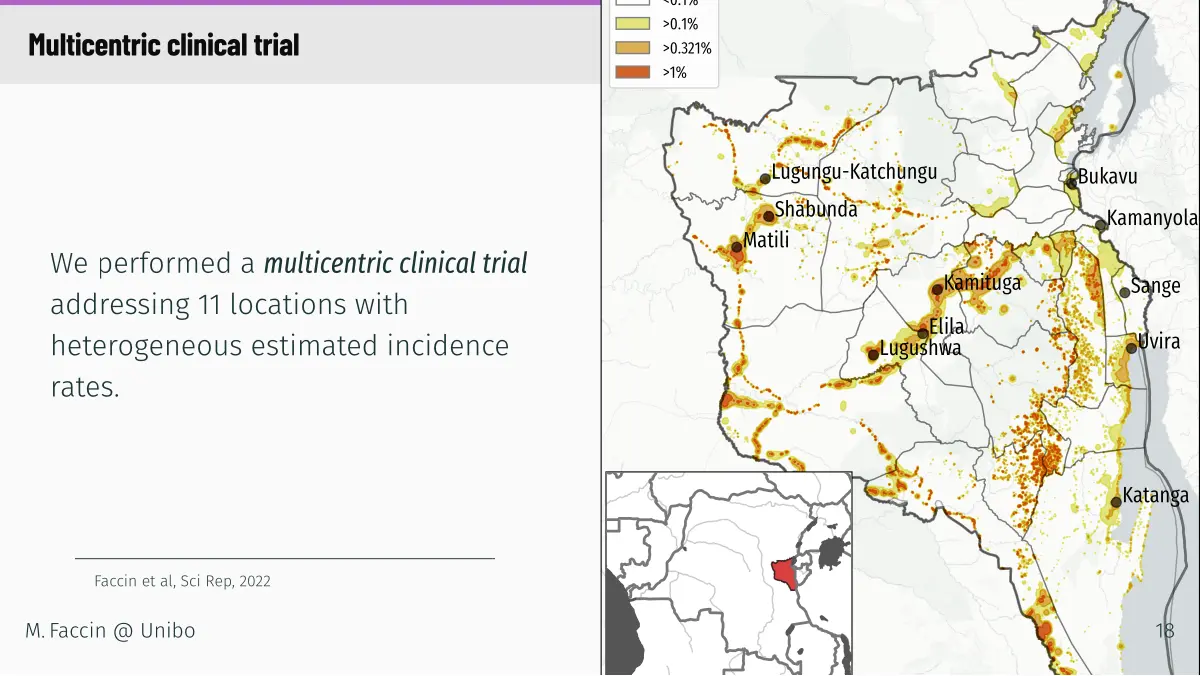 Multicentric clinical trial
We performed a multicentric clinical trial
addressing 11 locations with
heterogeneous estimated incidence
rates.
Faccin et al, Sci Rep, 2022
M. Faccin @ Unibo
<0.1%
>0.1%
>0.321%
>1%
Lugungu-Katchungu
Bukavu
Shabunda
Kamanyola
Matili
Kamituga
Sange
Elila
Uvira
Lugushwa
Katanga
18